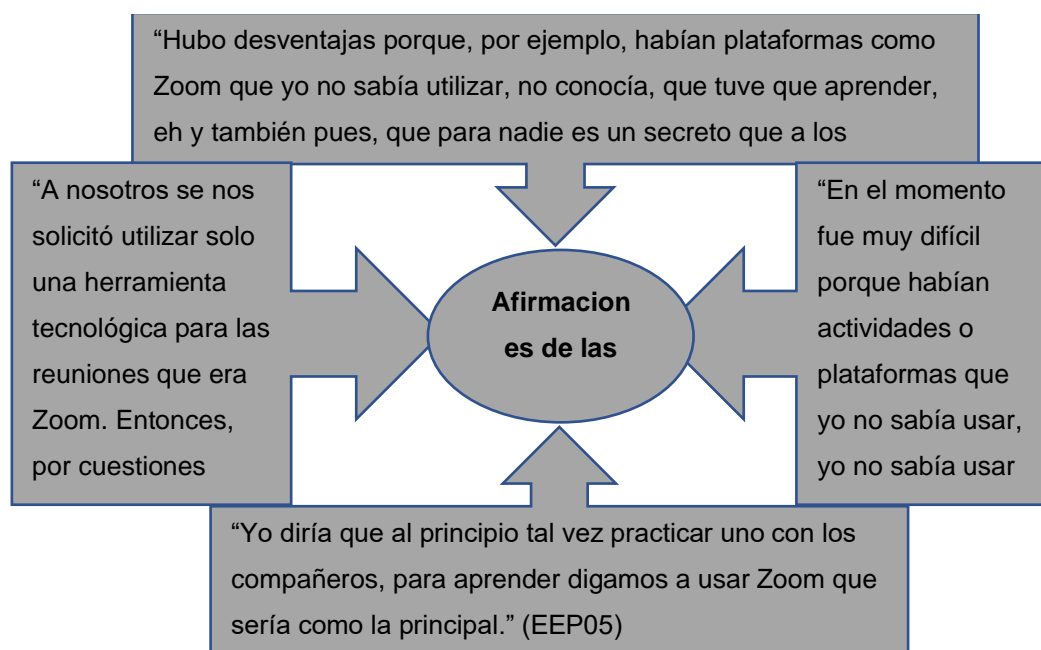 “Hubo desventajas porque, por ejemplo, habían plataformas como
Zoom que yo no sabía utilizar, no conocía, que tuve que aprender,
eh y también pues, que para nadie es un secreto que a los
“A nosotros se nos
solicitó utilizar solo
una herramienta
tecnológica para las
reuniones que era
Zoom. Entonces,
por cuestiones
Afirmacion
es de las
“En el momento
fue muy difícil
porque habían
actividades o
plataformas que
yo no sabía usar,
yo no sabía usar
“Yo diría que al principio tal vez practicar uno con los
compañeros, para aprender digamos a usar Zoom que
sería como la principal.” (EEP05)